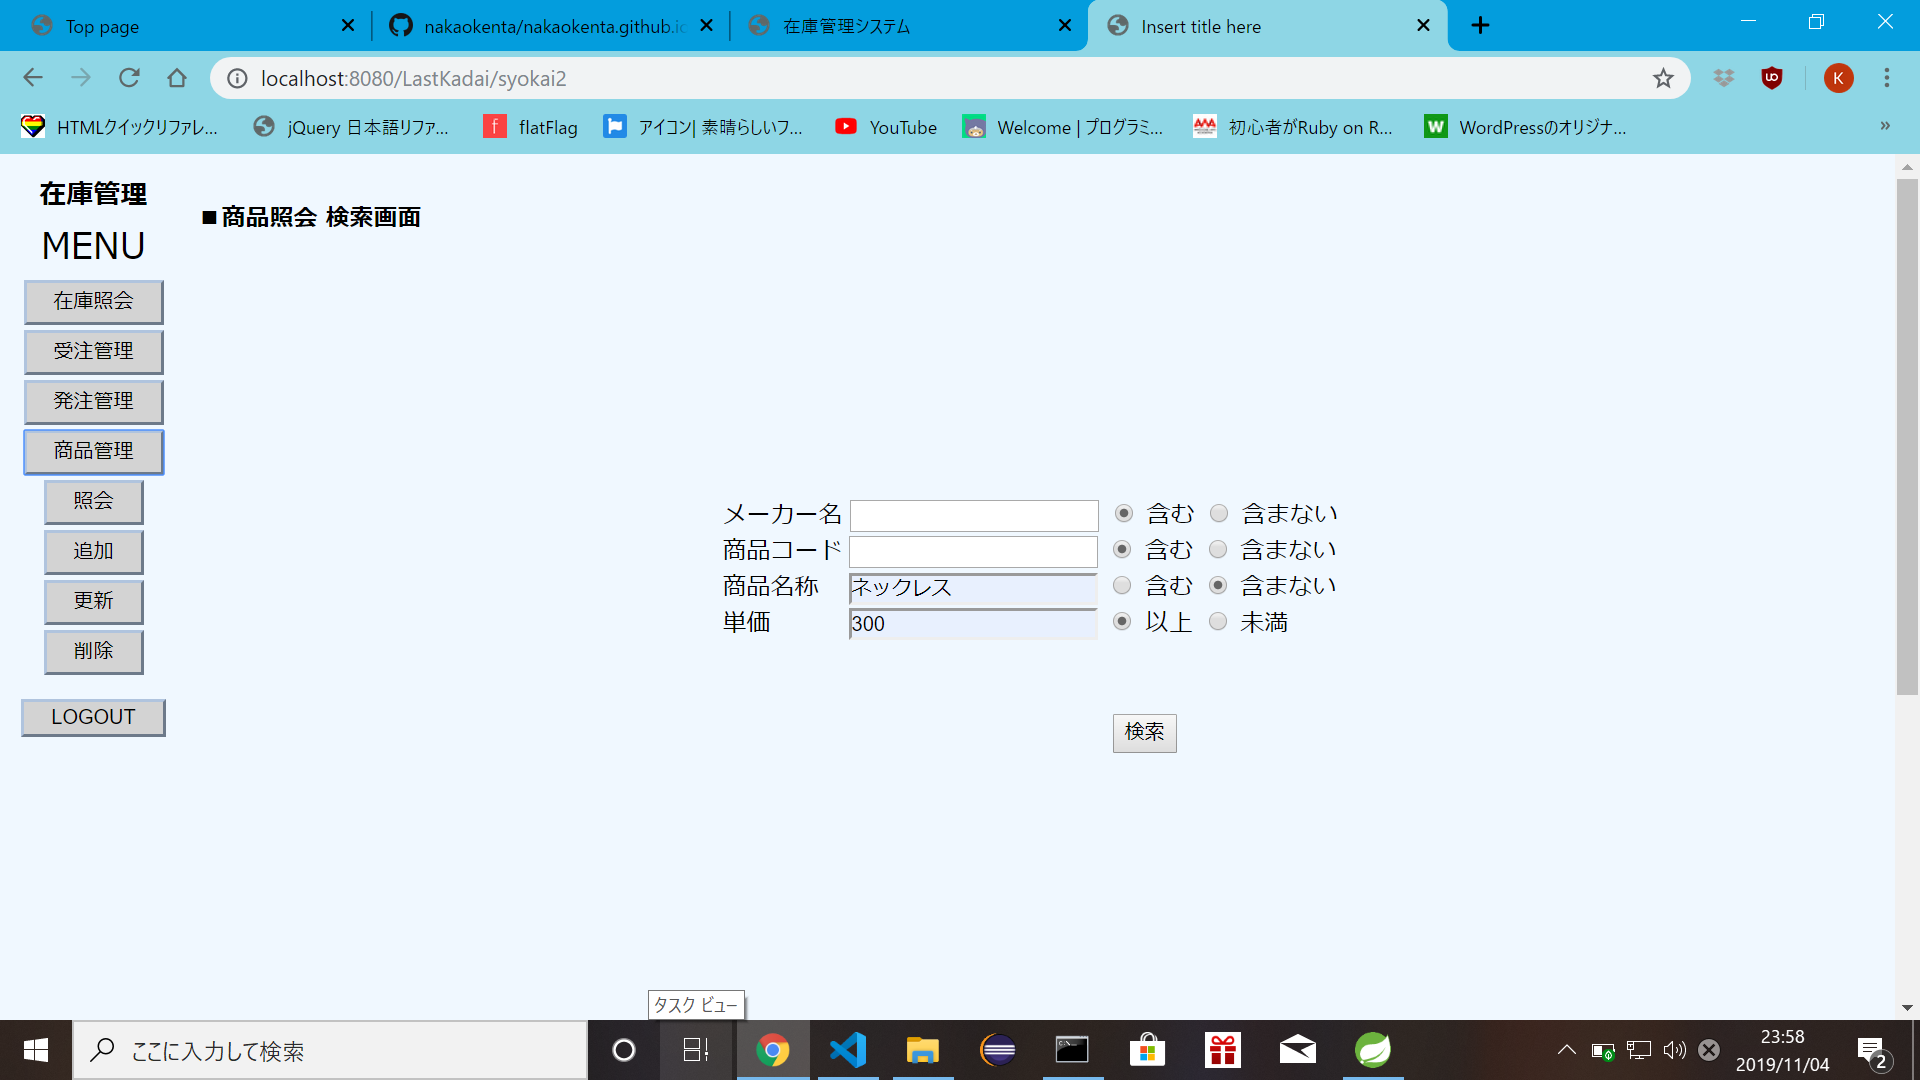 Top page
nakaokenta/nakaokenta.github.io
在庫管理システム
Insert title here
localhost:8080/LastKadai/syokai2
K
HTMLクイックリファレ...
jQuery 日本語リファ...
f flatFlag
アイコン| 素晴らしいフ...
YouTube
Welcome | プログラミ...
初心者がRuby on R...
W WordPressのオリジナ...
»
在庫管理
MENU
在庫照会
受注管理
発注管理
商品管理
照会
追加
更新
削除
LOGOUT
■商品照会 検索画面
メーカー名 含む 含まない
商品コード 含む 含まない
商品名称 ネックレス 含む 含まない
単価 300 以上 未満
検索
タスク ビュー
ここに入力して検索
23:58
2019/11/04
2